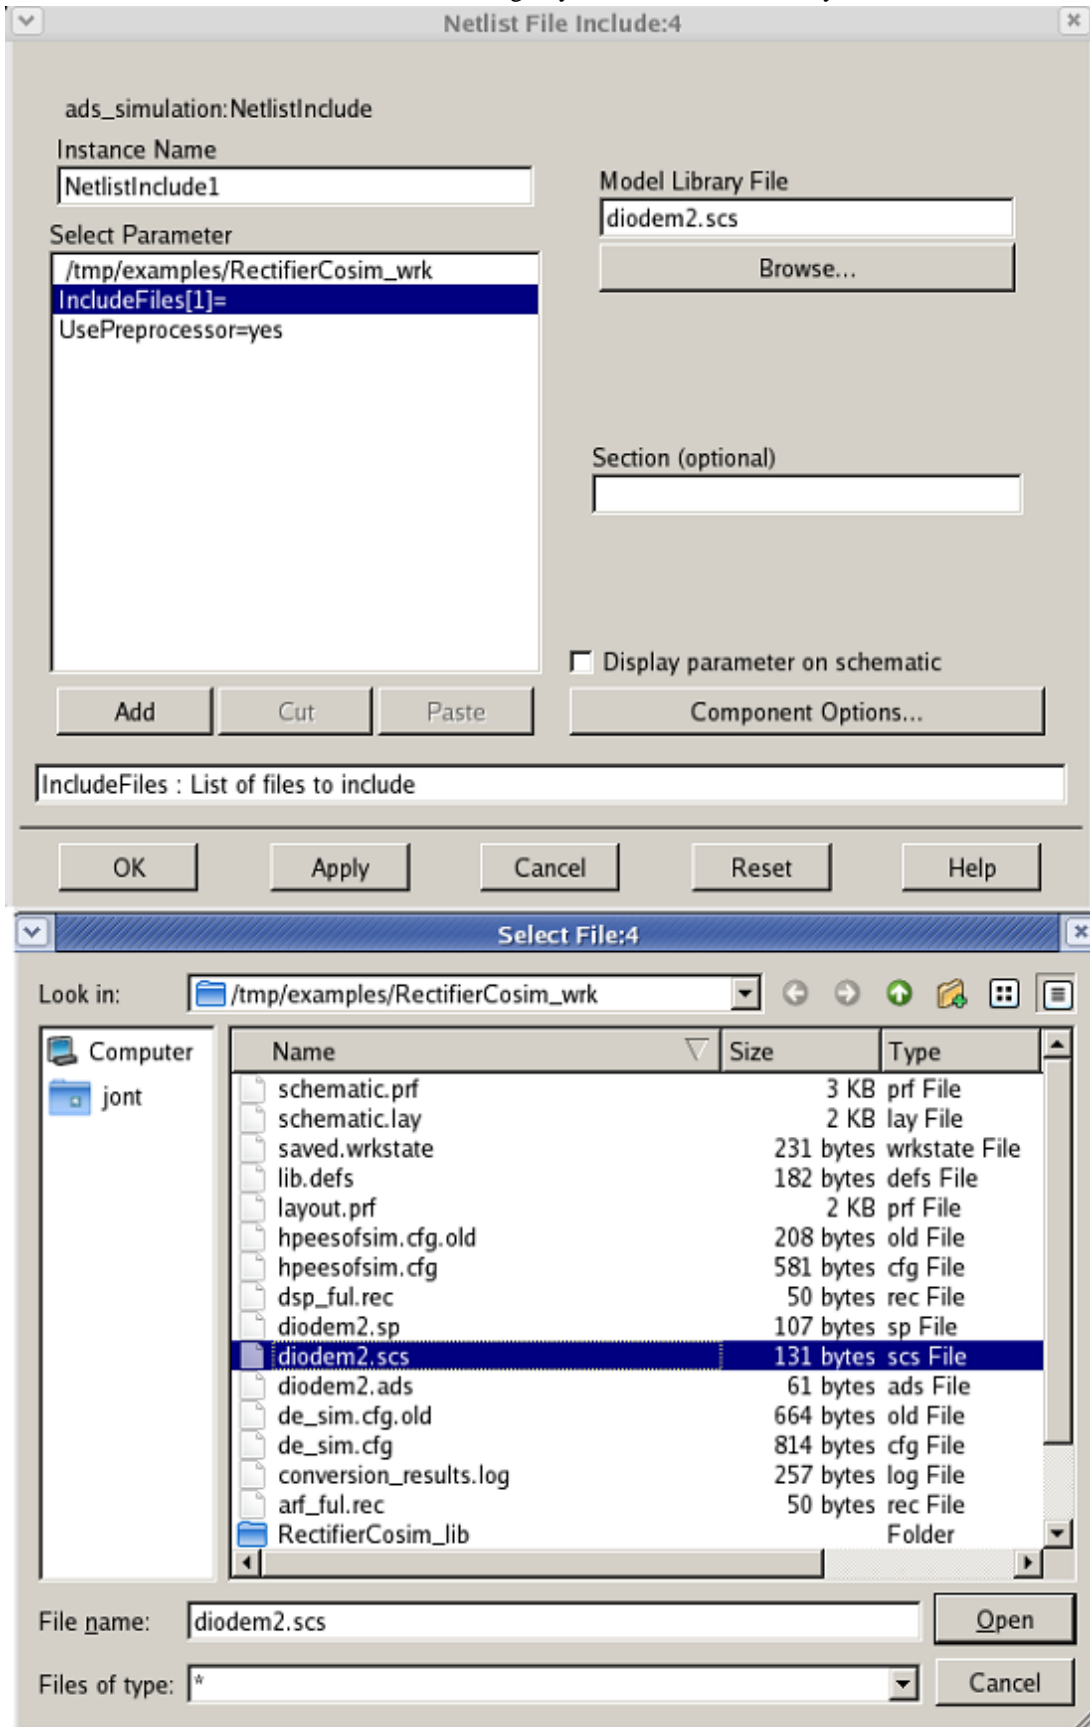 Netlist File Include:4
ads_simulation:NetlistInclude
Instance Name
NetlistInclude1
Model Library File
diodem2.scs
Browse...
Select Parameter
/tmp/examples/RectifierCosim_wrk
IncludeFiles[1]=
UsePreprocessor=yes
Section (optional)
Display parameter on schematic
Add Cut Paste Component Options...
IncludeFiles : List of files to include
OK Apply Cancel Reset Help
Select File:4
Look in: /tmp/examples/RectifierCosim_wrk
Computer
jont
Name Size Type
schematic.prf 3 KB prf File
schematic.lay 2 KB lay File
saved.wrkstate 231 bytes wrkstate File
lib.defs 182 bytes defs File
layout.prf 2 KB prf File
hpeesofsim.cfg.old 208 bytes old File
hpeesofsim.cfg 581 bytes cfg File
dsp_ful.rec 50 bytes rec File
diodem2.sp 107 bytes sp File
diodem2.scs 131 bytes scs File
diodem2.ads 61 bytes ads File
de_sim.cfg.old 664 bytes old File
de_sim.cfg 814 bytes cfg File
conversion_results.log 257 bytes log File
arf_ful.rec 50 bytes rec File
RectifierCosim_lib Folder
File name: diodem2.scs Open
Files of type: * Cancel